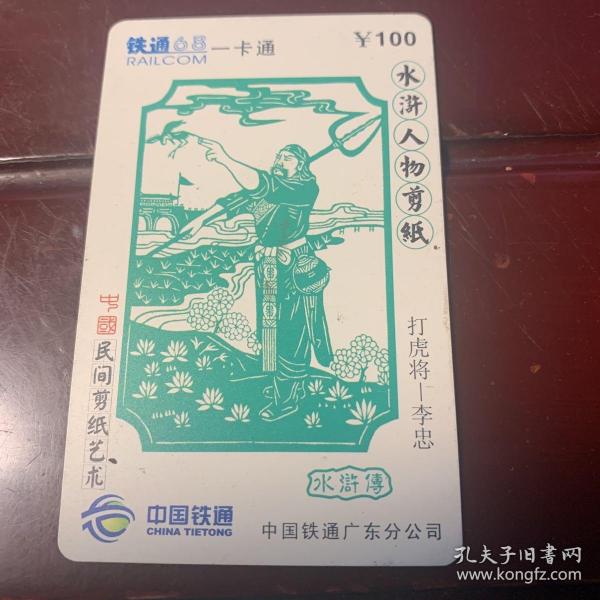 铁通68一卡通
RAILCOM
¥100
水浒人物剪紙
打虎将—李忠
中國
民间剪纸艺术
水滸傳
中国铁通
CHINA TIETONG
中国铁通广东分公司
孔夫子旧書网
www.kongfz.com